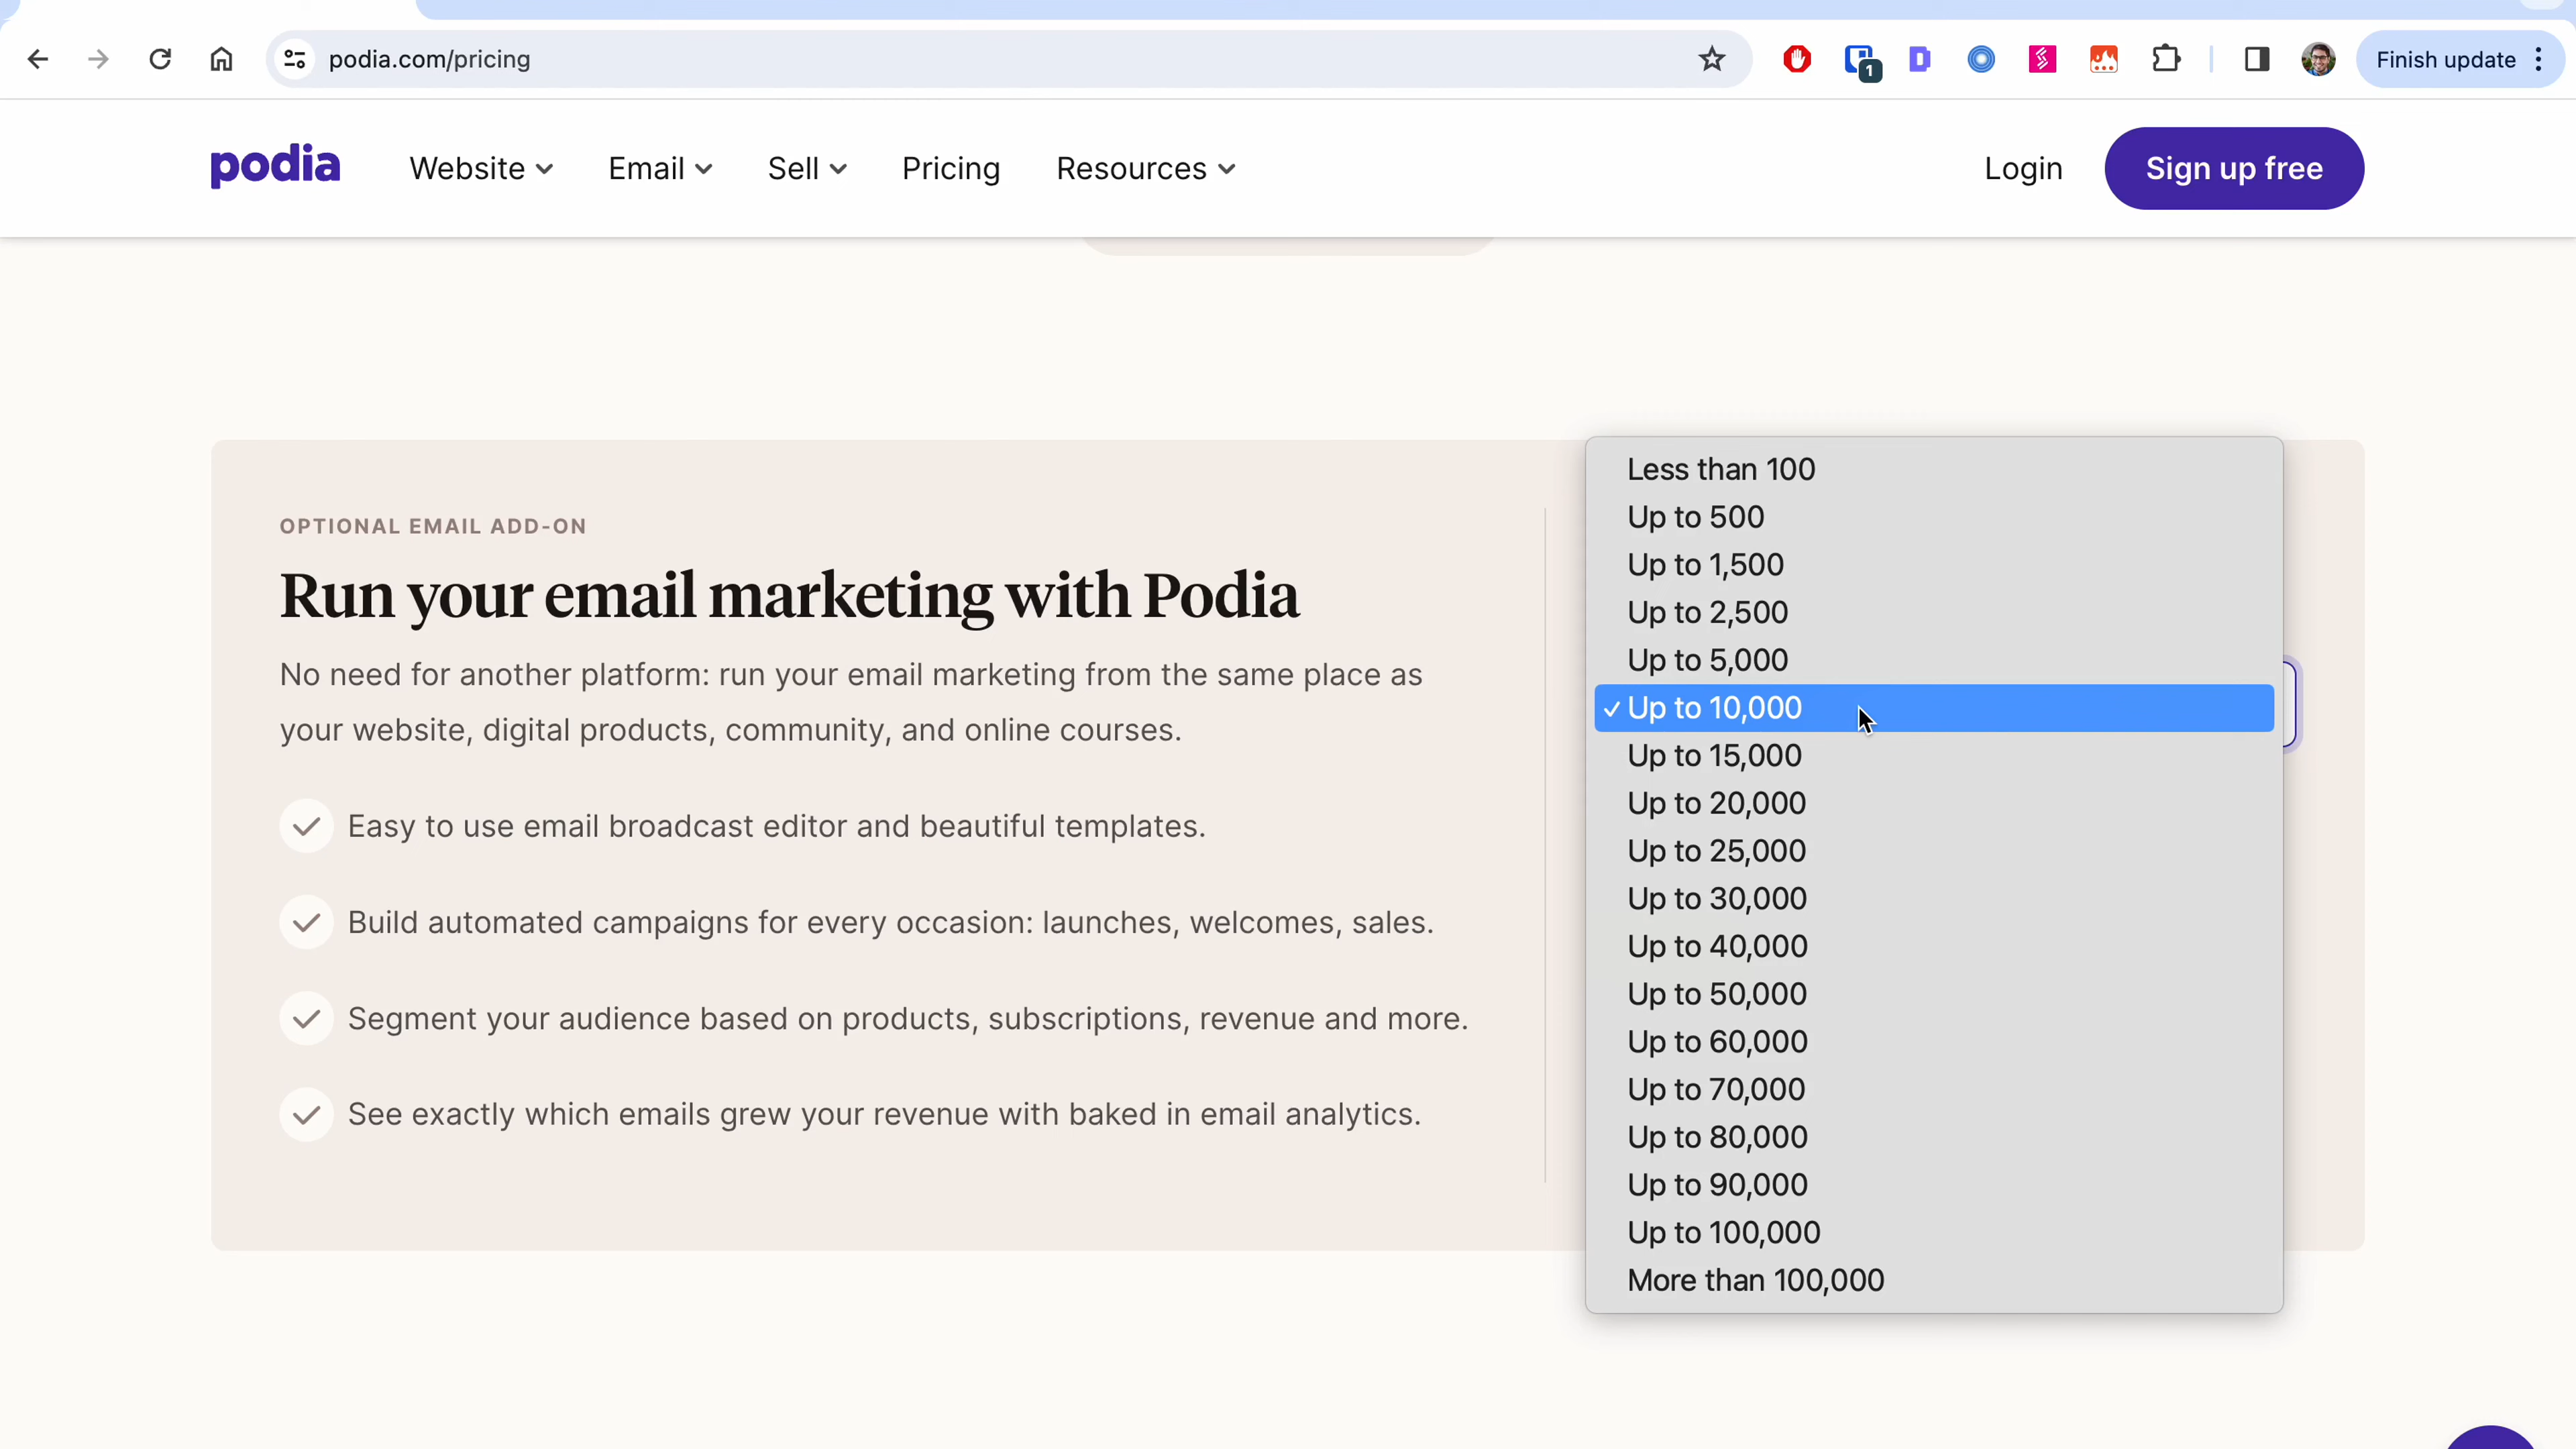 podia.com/pricing
1
D
Finish update
podia
Website
Email
Sell
Pricing
Resources
Login
Sign up free
OPTIONAL EMAIL ADD-ON
Run your email marketing with Podia
No need for another platform: run your email marketing from the same place as
your website, digital products, community, and online courses.
Easy to use email broadcast editor and beautiful templates.
Build automated campaigns for every occasion: launches, welcomes, sales.
Segment your audience based on products, subscriptions, revenue and more.
See exactly which emails grew your revenue with baked in email analytics.
Less than 100
Up to 500
Up to 1,500
Up to 2,500
Up to 5,000
✓ Up to 10,000
Up to 15,000
Up to 20,000
Up to 25,000
Up to 30,000
Up to 40,000
Up to 50,000
Up to 60,000
Up to 70,000
Up to 80,000
Up to 90,000
Up to 100,000
More than 100,000